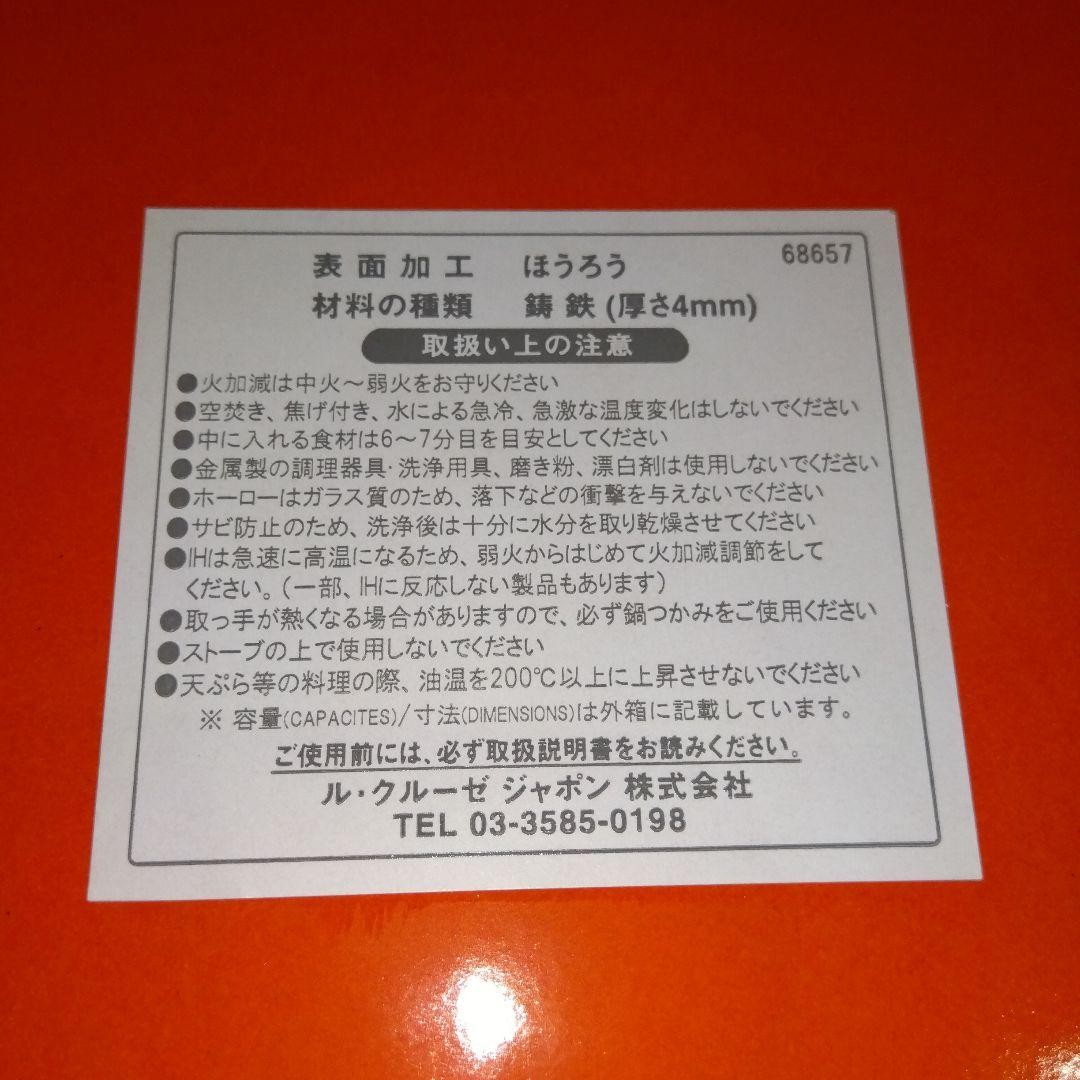 68657
表面加工 ほうろう
材料の種類 鋳鉄 (厚さ4mm)
取扱い上の注意
●火加減は中火～弱火をお守りください
●空焚き、焦げ付き、水による急冷、急激な温度変化はしないでください
●中に入れる食材は6～7分目を目安としてください
●金属製の調理器具·洗浄用具、磨き粉、漂白剤は使用しないでください
●ホーローはガラス質のため、落下などの衝撃を与えないでください
●サビ防止のため、洗浄後は十分に水分を取り乾燥させてください
●IHは急速に高温になるため、弱火からはじめて火加減調節をして
ください。(一部、IHに反応しない製品もあります)
●取っ手が熱くなる場合がありますので、必ず鍋つかみをご使用ください
●ストーブの上で使用しないでください
●天ぷら等の料理の際、油温を200℃以上に上昇させないでください
※ 容量(CAPACITES)/寸法(DIMENSIONS)は外箱に記載しています。
ご使用前には、必ず取扱説明書をお読みください。
ル・クルーゼ ジャポン 株式会社
TEL 03-3585-0198